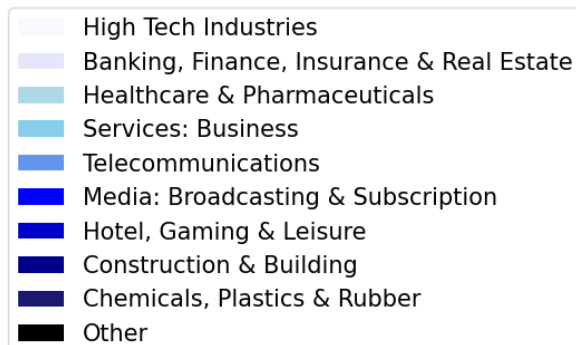 High Tech Industries
Banking, Finance, Insurance & Real Estate
Healthcare & Pharmaceuticals
Services: Business
Telecommunications
Media: Broadcasting & Subscription
Hotel, Gaming & Leisure
Construction & Building
Chemicals, Plastics & Rubber
Other